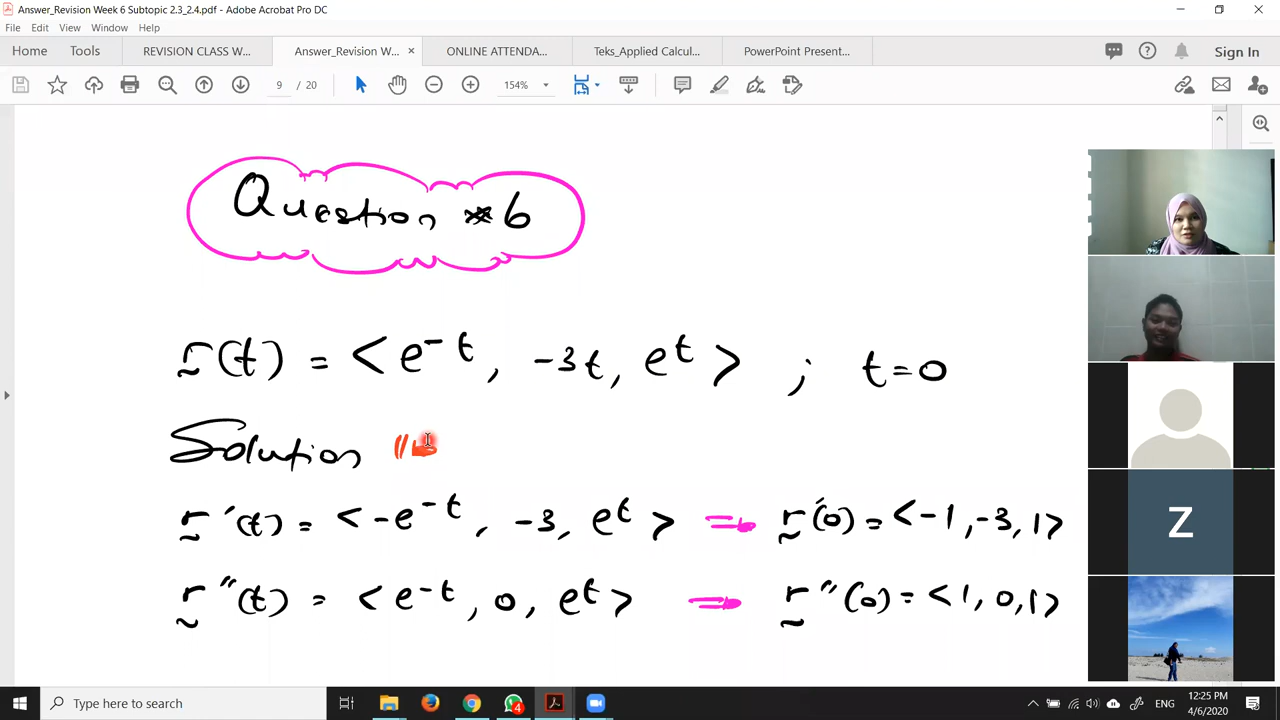 Answer_Revision Week 6 Subtopic 2.3_2.4.pdf - Adobe Acrobat Pro DC
File Edit View Window Help
Home Tools REVISION CLASS W... Answer_Revision W... × ONLINE ATTENDA... Teks_Applied Calcul... PowerPoint Present... Sign In
9 / 20 154%
Question #6
r(t) = < e^{-t}, -3t, e^t > ; t=0
Solution
r'(t) = < -e^{-t}, -3, e^t > ⇒ r'(0) = < -1, -3, 1>
r''(t) = < e^{-t}, 0, e^t > ⇒ r''(0) = < 1, 0, 1>
Z
Type here to search
4
ENG
12:25 PM
4/6/2020